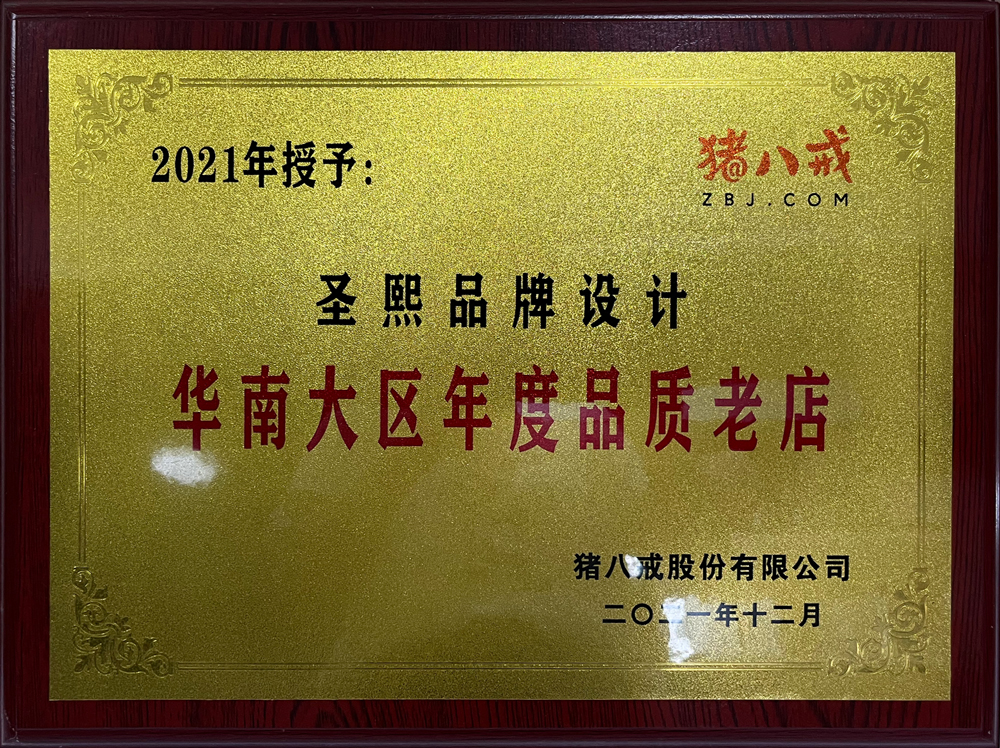 2021年授予:
猪八戒
ZBJ.COM
圣熙品牌设计
华南大区年度品质老店
猪八戒股份有限公司
二〇二一年十二月